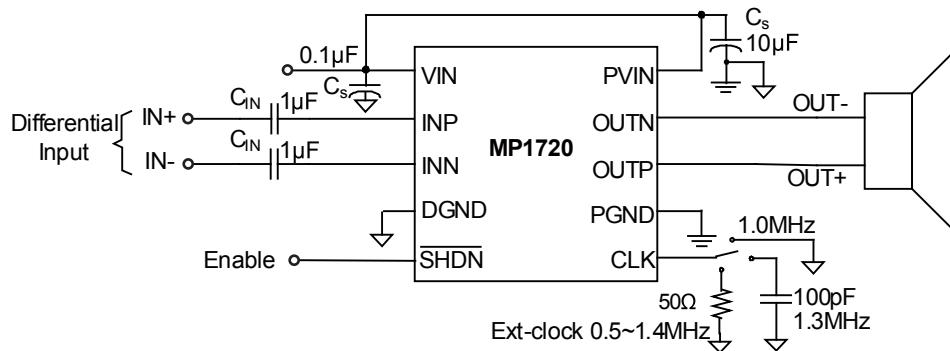 Cs
10µF
0.1µF
VIN
PVIN
Cs
CIN
1µF
OUT-
Differential
Input
IN+
INP
OUTN
CIN
MP1720
IN-
1µF
INN
OUTP
OUT+
DGND
PGND
1.0MHz
Enable
SHDN
CLK
50Ω
100pF
1.3MHz
Ext-clock 0.5~1.4MHz